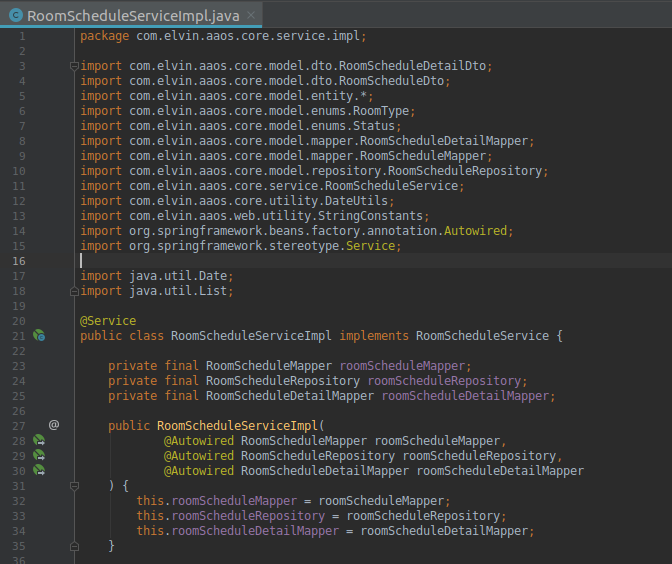 RoomScheduleServiceImpl.java
1 package com.elvin.aaos.core.service.impl;
2
3 import com.elvin.aaos.core.model.dto.RoomScheduleDetailDto;
4 import com.elvin.aaos.core.model.dto.RoomScheduleDto;
5 import com.elvin.aaos.core.model.entity.*;
6 import com.elvin.aaos.core.model.enums.RoomType;
7 import com.elvin.aaos.core.model.enums.Status;
8 import com.elvin.aaos.core.model.mapper.RoomScheduleDetailMapper;
9 import com.elvin.aaos.core.model.mapper.RoomScheduleMapper;
10 import com.elvin.aaos.core.model.repository.RoomScheduleRepository;
11 import com.elvin.aaos.core.service.RoomScheduleService;
12 import com.elvin.aaos.core.utility.DateUtils;
13 import com.elvin.aaos.web.utility.StringConstants;
14 import org.springframework.beans.factory.annotation.Autowired;
15 import org.springframework.stereotype.Service;
16
17 import java.util.Date;
18 import java.util.List;
19
20 @Service
21 public class RoomScheduleServiceImpl implements RoomScheduleService {
22
23 private final RoomScheduleMapper roomScheduleMapper;
24 private final RoomScheduleRepository roomScheduleRepository;
25 private final RoomScheduleDetailMapper roomScheduleDetailMapper;
26
27 @ public RoomScheduleServiceImpl(
28 @Autowired RoomScheduleMapper roomScheduleMapper,
29 @Autowired RoomScheduleRepository roomScheduleRepository,
30 @Autowired RoomScheduleDetailMapper roomScheduleDetailMapper
31 ) {
32 this.roomScheduleMapper = roomScheduleMapper;
33 this.roomScheduleRepository = roomScheduleRepository;
34 this.roomScheduleDetailMapper = roomScheduleDetailMapper;
35 }
36